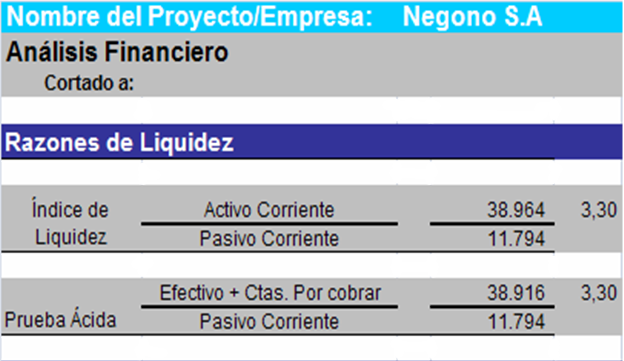 Nombre del Proyecto/Empresa: Negono S.A
Análisis Financiero
Cortado a:
Razones de Liquidez
Índice de Liquidez Activo Corriente 38.964 3,30
Pasivo Corriente 11.794
Efectivo + Ctas. Por cobrar 38.916 3,30
Prueba Ácida Pasivo Corriente 11.794